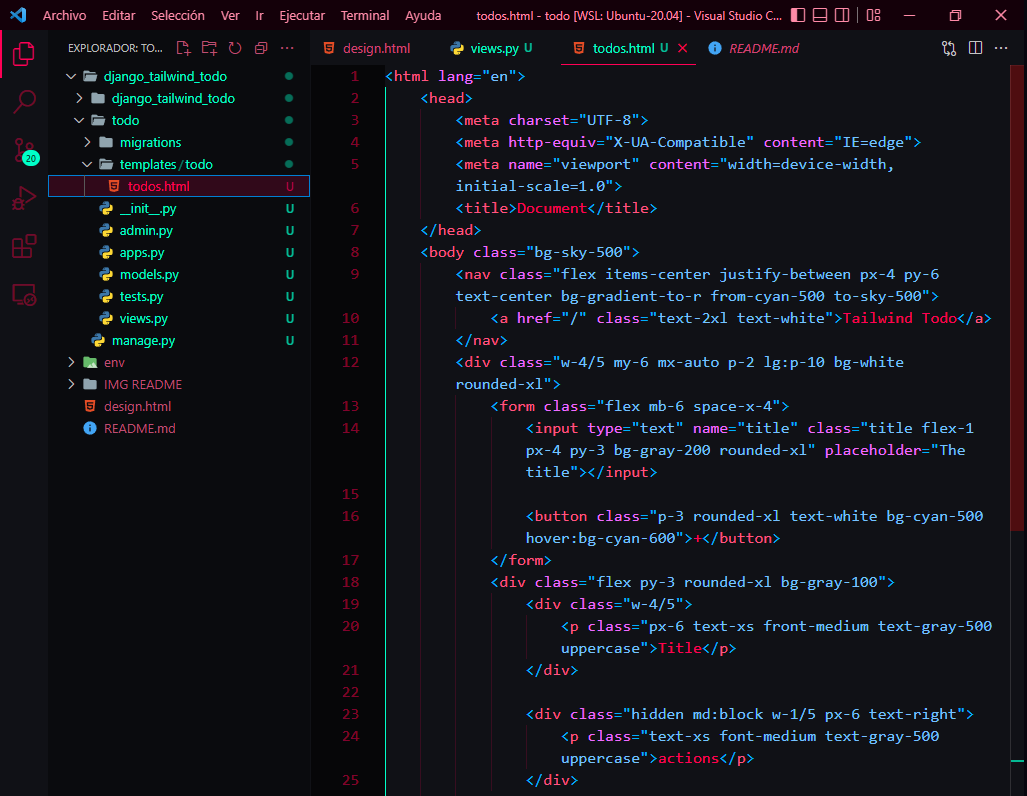 Archivo Editar Selección Ver Ir Ejecutar Terminal Ayuda todos.html - todo [WSL: Ubuntu-20.04] - Visual Studio C...
EXPLORADOR: TO...
20
django_tailwind_todo
django_tailwind_todo
todo
migrations
templates/todo
todos.html U
__init__.py U
admin.py U
apps.py U
models.py U
tests.py U
views.py U
manage.py U
env
IMG README
design.html
README.md
design.html views.py U todos.html U README.md
1 <html lang="en">
2 <head>
3 <meta charset="UTF-8">
4 <meta http-equiv="X-UA-Compatible" content="IE=edge">
5 <meta name="viewport" content="width=device-width,
initial-scale=1.0">
6 <title>Document</title>
7 </head>
8 <body class="bg-sky-500">
9 <nav class="flex items-center justify-between px-4 py-6
text-center bg-gradient-to-r from-cyan-500 to-sky-500">
10 <a href="/" class="text-2xl text-white">Tailwind Todo</a>
11 </nav>
12 <div class="w-4/5 my-6 mx-auto p-2 lg:p-10 bg-white
rounded-xl">
13 <form class="flex mb-6 space-x-4">
14 <input type="text" name="title" class="title flex-1
px-4 py-3 bg-gray-200 rounded-xl" placeholder="The
title"></input>
15
16 <button class="p-3 rounded-xl text-white bg-cyan-500
hover:bg-cyan-600">+</button>
17 </form>
18 <div class="flex py-3 rounded-xl bg-gray-100">
19 <div class="w-4/5">
20 <p class="px-6 text-xs front-medium text-gray-500
uppercase">Title</p>
21 </div>
22
23 <div class="hidden md:block w-1/5 px-6 text-right">
24 <p class="text-xs font-medium text-gray-500
uppercase">actions</p>
25 </div>